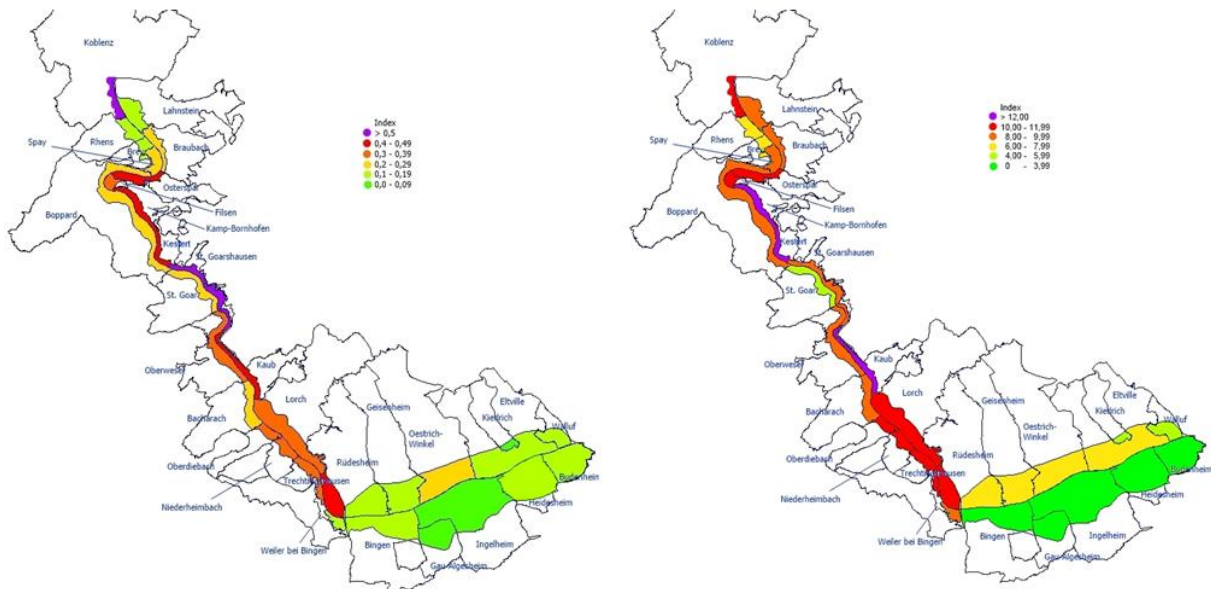 Koblenz
Lahnstein
Spay
Rhens
Braubach
Osterspai
Filsen
Boppard
Kamp-Bornhofen
Kestert
St. Goarshausen
St. Goar
Oberwesel
Kaub
Lorch
Bacharach
Geisenheim
Eltville
Kiedrich
Oestrich-
Winkel
Walluf
Oberdiebach
Rüdesheim
Budenheim
Heidesheim
Niederheimbach
Weiler bei Bingen
Bingen
Ingelheim
Gau-Algesheim
Index
> 0,5
0,4 - 0,49
0,3 - 0,39
0,2 - 0,29
0,1 - 0,19
0,0 - 0,09
Koblenz
Lahnstein
Spay
Rhens
Braubach
Osterspai
Filsen
Boppard
Kamp-Bornhofen
Kestert
St. Goarshausen
St. Goar
Oberwesel
Kaub
Lorch
Bacharach
Geisenheim
Eltville
Kiedrich
Oestrich-
Winkel
Walluf
Oberdiebach
Rüdesheim
Budenheim
Heidesheim
Niederheimbach
Weiler bei Bingen
Bingen
Ingelheim
Gau-Algesheim
Index
> 12,00
10,00 - 11,99
8,00 - 9,99
6,00 - 7,99
4,00 - 5,99
0 - 3,99